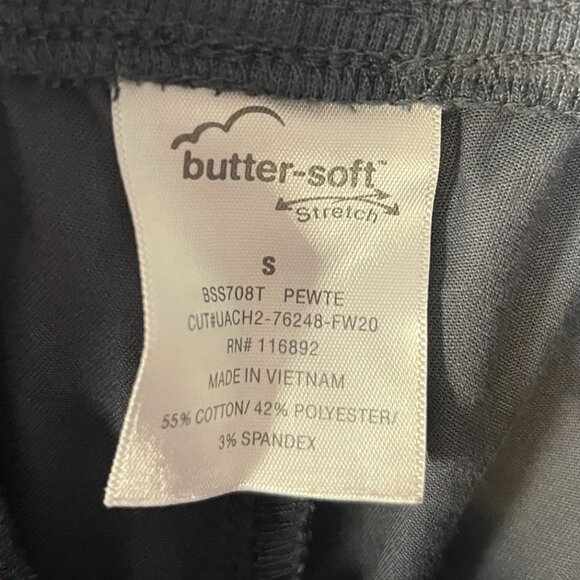 butter-soft™
Stretch
S
BSS708T PEWTE
CUT#UACH2-76248-FW20
RN# 116892
MADE IN VIETNAM
55% COTTON/ 42% POLYESTER/
3% SPANDEX